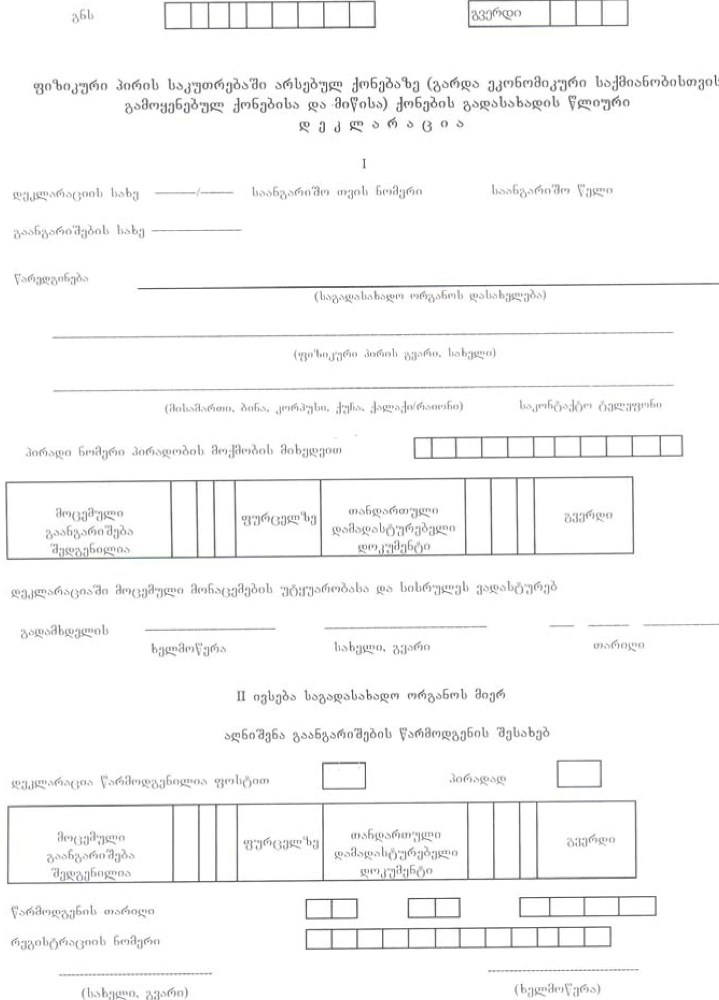 გნს გვერდი
ფიზიკური პირის საკუთრებაში არსებულ ქონებაზე (გარდა ეკონომიკური საქმიანობისთვის
გამოყენებულ ქონებისა და მიწისა) ქონების გადასახადის წლიური
დ ე კ ლ ა რ ა ც ი ა
I
დეკლარაციის სახე ———/—— საანგარიშო თვის ნომერი საანგარიშო წელი
გაანგარიშების სახე
წარედგინება
(საგადასახადო ორგანოს დასახელება)
(ფიზიკური პირის გვარი, სახელი)
(მისამართი, ბინა, კორპუსი, ქუჩა, ქალაქი/რაიონი) საკონტაქტო ტელეფონი
პირადი ნომერი პირადობის მოქმობის მიხედვით
მოცემული
გაანგარიშება
შედგენილია
ფურცელზე
თანდართული
დამადასტურებელი
დოკუმენტი
გვერდი
დეკლარაციაში მოცემული მონაცემების უტყუარობასა და სისრულეს ვადასტურებ
გადამხდელის
ხელმოწერა სახელი, გვარი თარიღი
II ივსება საგადასახადო ორგანოს მიერ
აღნიშვნა გაანგარიშების წარმოდგენის შესახებ
დეკლარაცია წარმოდგენილია ფოსტით პირადად
მოცემული
გაანგარიშება
შედგენილია
ფურცელზე
თანდართული
დამადასტურებელი
დოკუმენტი
გვერდი
წარმოდგენის თარიღი
რეგისტრაციის ნომერი
(სახელი, გვარი) (ხელმოწერა)